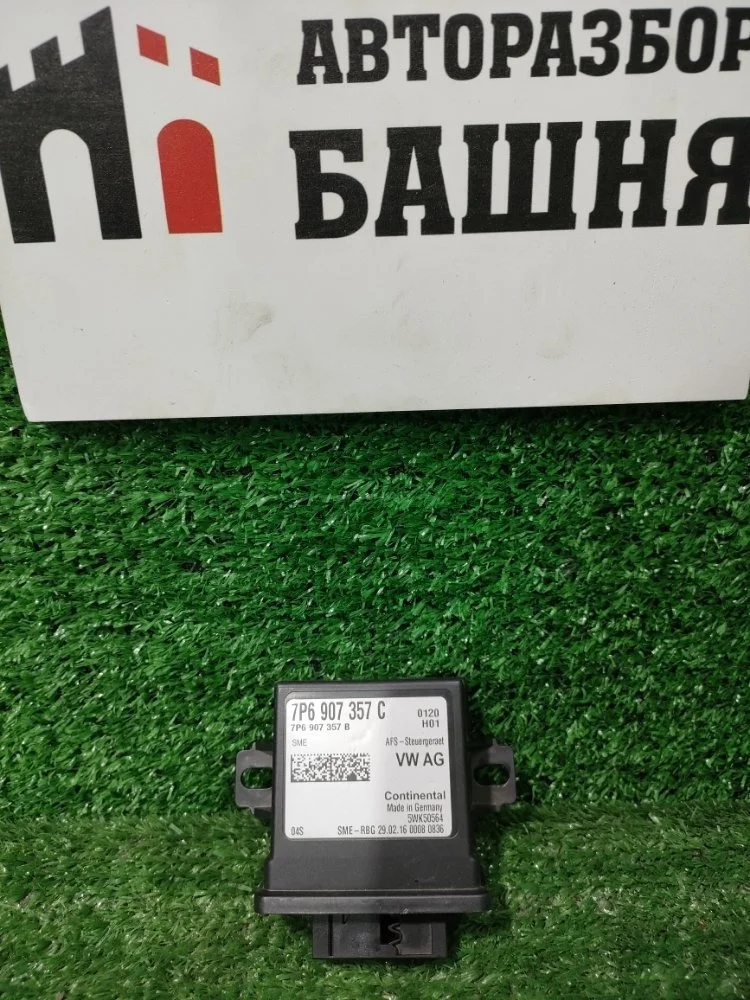 АВТОРАЗБОР
БАШНЯ
7P6 907 357 C
7P6 907 357 B
0120
H01
SME
AFS-Steuergeraet
VW AG
Continental
Made in Germany
5WK50564
04S
SME-RBG 29.02.16 0008 0836